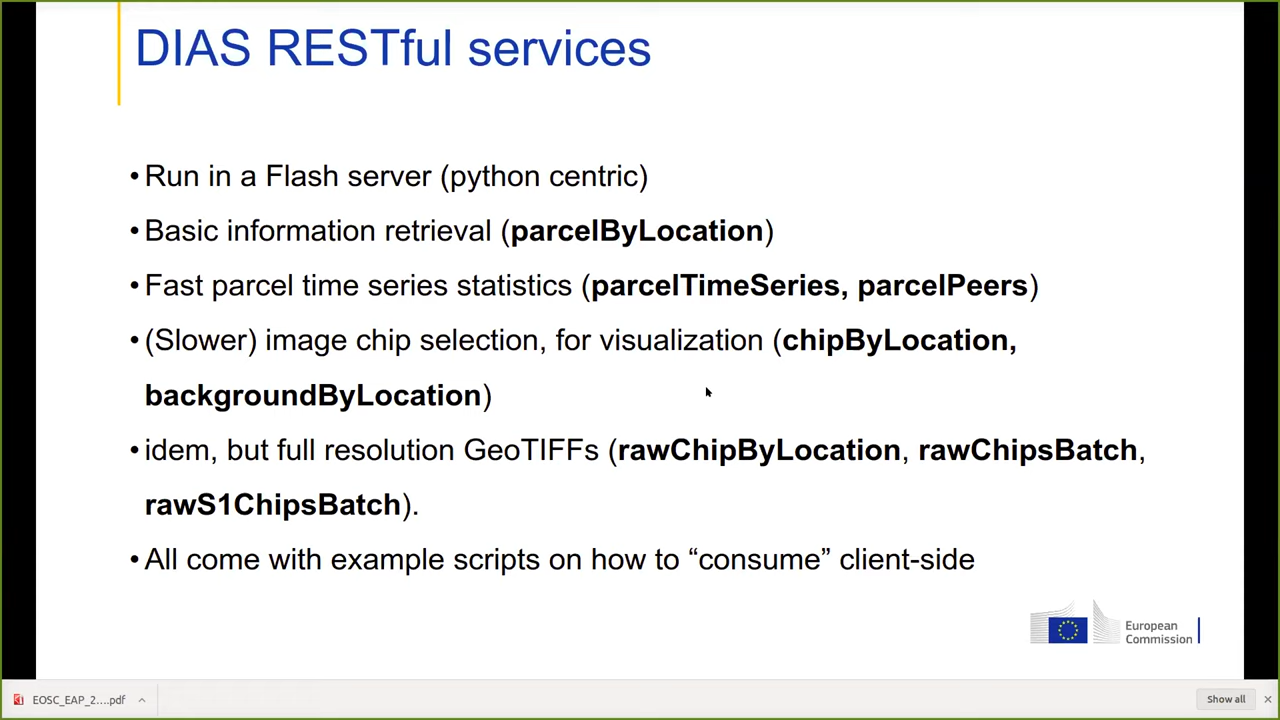 DIAS RESTful services
•Run in a Flash server (python centric)
•Basic information retrieval (parcelByLocation)
•Fast parcel time series statistics (parcelTimeSeries, parcelPeers)
•(Slower) image chip selection, for visualization (chipByLocation,
backgroundByLocation)
•idem, but full resolution GeoTIFFs (rawChipByLocation, rawChipsBatch,
rawS1ChipsBatch).
•All come with example scripts on how to “consume” client-side
European
Commission
EOSC_EAP_2....pdf
Show all